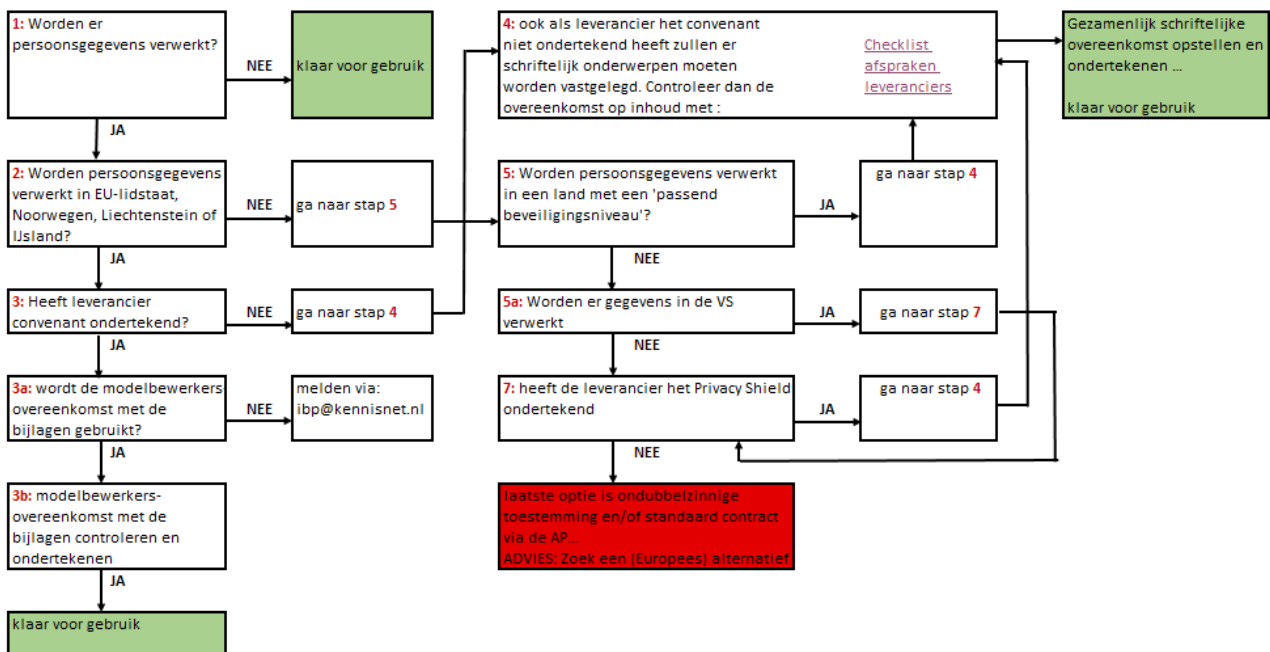 1: Worden er
persoonsgegevens verwerkt?
NEE
klaar voor gebruik
JA
2: Worden persoonsgegevens
verwerkt in EU-lidstaat,
Noorwegen, Liechtenstein of
IJsland?
NEE
ga naar stap 5
JA
3: Heeft leverancier
convenant ondertekend?
NEE
ga naar stap 4
JA
3a: wordt de modelbewerkers-
overeenkomst met de
bijlagen gebruikt?
NEE
melden via:
ibp@kennisnet.nl
JA
3b: modelbewerkers-
overeenkomst met de
bijlagen controleren en
ondertekenen
JA
klaar voor gebruik
4: ook als leverancier het convenant
niet ondertekend heeft zullen er
schriftelijk onderwerpen moeten
worden vastgelegd. Controleer dan de
overeenkomst op inhoud met :
Checklist
afspraken
leveranciers
Gezamenlijk schriftelijke
overeenkomst opstellen en
ondertekenen ...
klaar voor gebruik
5: Worden persoonsgegevens verwerkt
in een land met een 'passend
beveiligingsniveau'?
JA
ga naar stap 4
NEE
5a: Worden er gegevens in de VS
verwerkt
JA
ga naar stap 7
NEE
7: heeft de leverancier het Privacy Shield
ondertekend
JA
ga naar stap 4
NEE
laatste optie is ondubbelzinnige
toestemming en/of standaard contract
via de AP...
ADVIES: Zoek een (Europees) alternatief